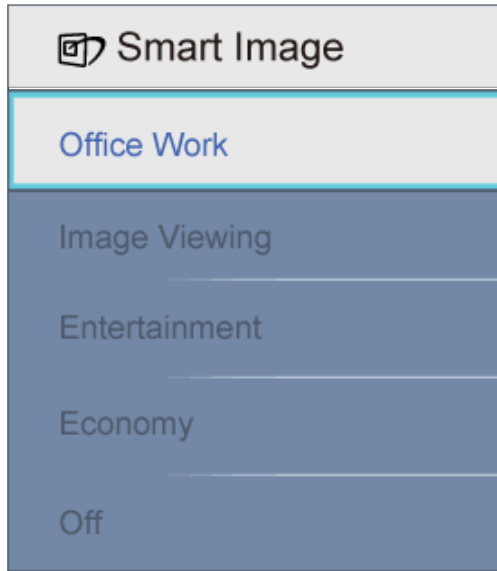 Smart Image
Office Work
Image Viewing
Entertainment
Economy
Off